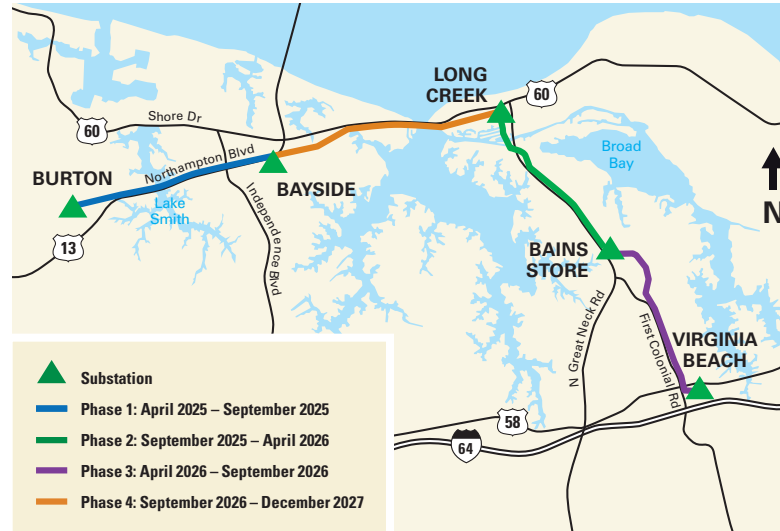 LONG
CREEK
60
60
Shore Dr
Broad
Bay
Northampton Blvd
BURTON
BAYSIDE
Lake
Smith
N
13
Independence Blvd
BAINS
STORE
N Great Neck Rd
First Colonial Rd
VIRGINIA
BEACH
58
64
Substation
Phase 1: April 2025 – September 2025
Phase 2: September 2025 – April 2026
Phase 3: April 2026 – September 2026
Phase 4: September 2026 – December 2027